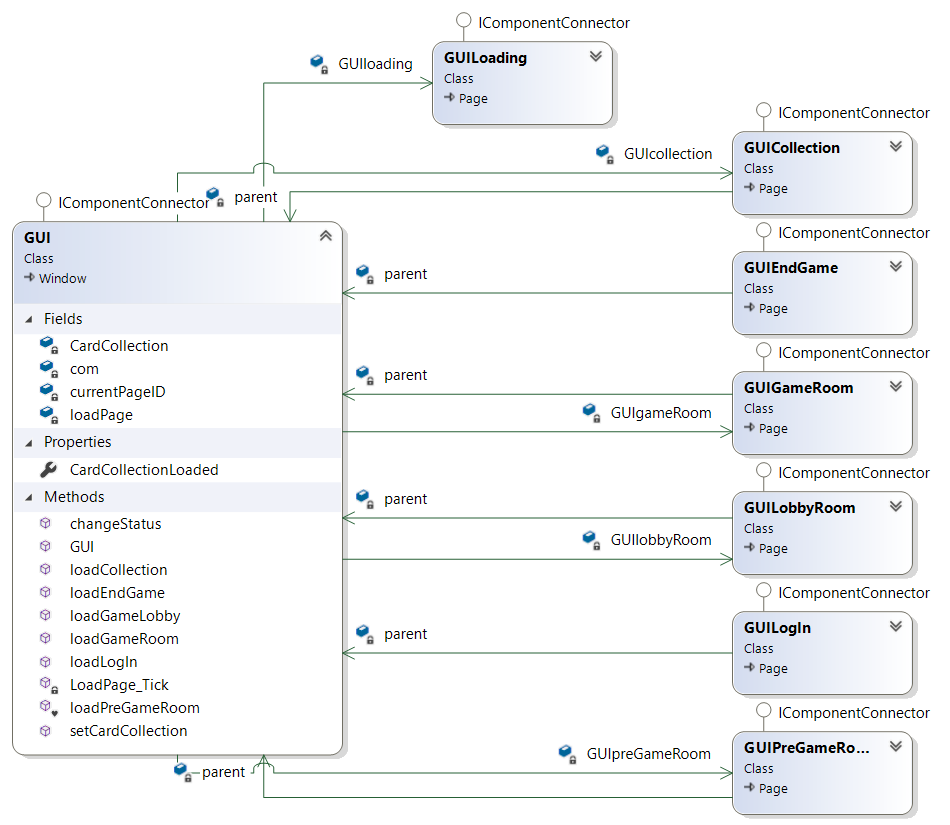 IComponentConnector
GUIloading
GUILoading
Class
Page
IComponentConnector
GUIcollection
GUICollection
Class
Page
parent
IComponentConnector
GUI
Class
Window
Fields
CardCollection
com
currentPageID
loadPage
Properties
CardCollectionLoaded
Methods
changeStatus
GUI
loadCollection
loadEndGame
loadGameLobby
loadGameRoom
loadLogIn
LoadPage_Tick
loadPreGameRoom
setCardCollection
IComponentConnector
parent
GUIEndGame
Class
Page
IComponentConnector
parent
GUIgameRoom
GUIGameRoom
Class
Page
IComponentConnector
parent
GUIlobbyRoom
GUILobbyRoom
Class
Page
IComponentConnector
parent
GUILogIn
Class
Page
IComponentConnector
GUIpreGameRoom
parent
GUIPreGameRo...
Class
Page